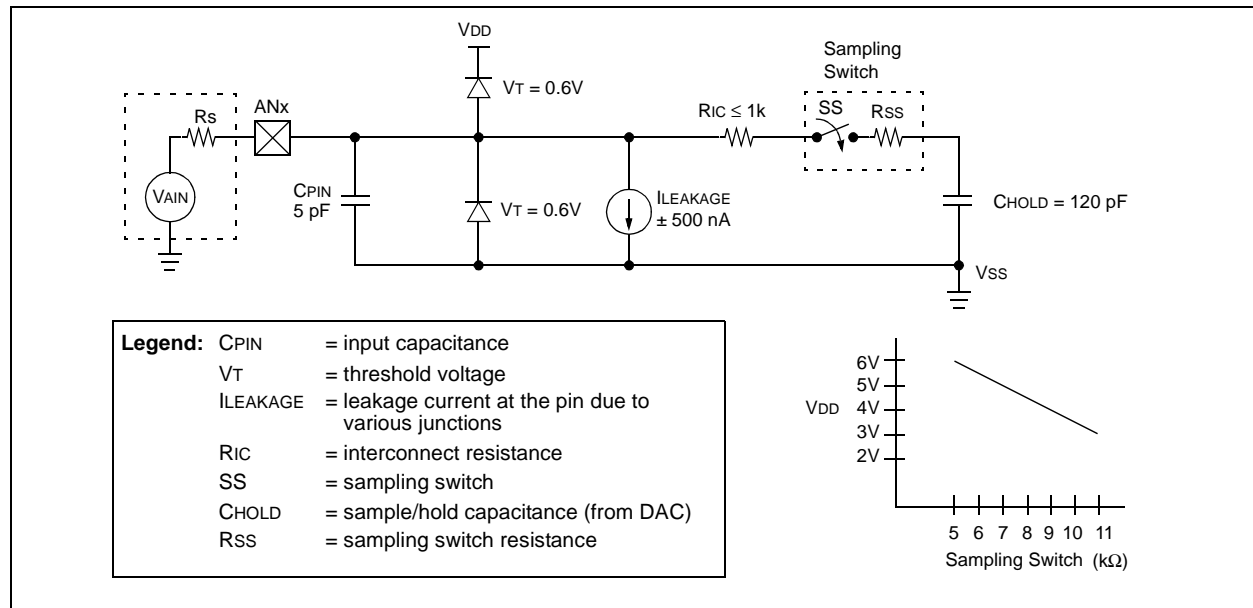 VDD
Sampling
Switch
VT = 0.6V
RS
ANx
RIC ≤ 1k
SS
RSS
VAIN
CPIN
5 pF
VT = 0.6V
ILEAKAGE
± 500 nA
CHOLD = 120 pF
VSS
Legend: CPIN = input capacitance
VT = threshold voltage
ILEAKAGE = leakage current at the pin due to
various junctions
RIC = interconnect resistance
SS = sampling switch
CHOLD = sample/hold capacitance (from DAC)
RSS = sampling switch resistance
6V
5V
VDD 4V
3V
2V
5 6 7 8 9 10 11
Sampling Switch (kΩ)